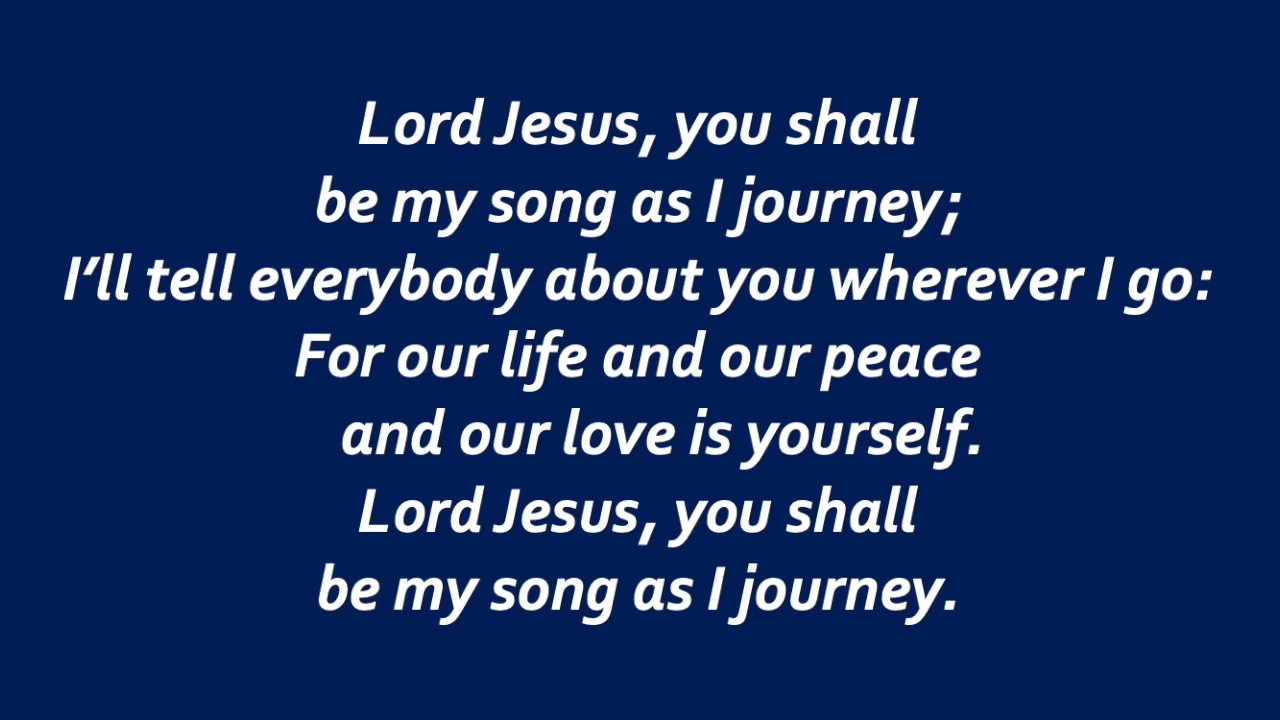 Lord Jesus, you shall
be my song as I journey;
I’ll tell everybody about you wherever I go:
For our life and our peace
and our love is yourself.
Lord Jesus, you shall
be my song as I journey.